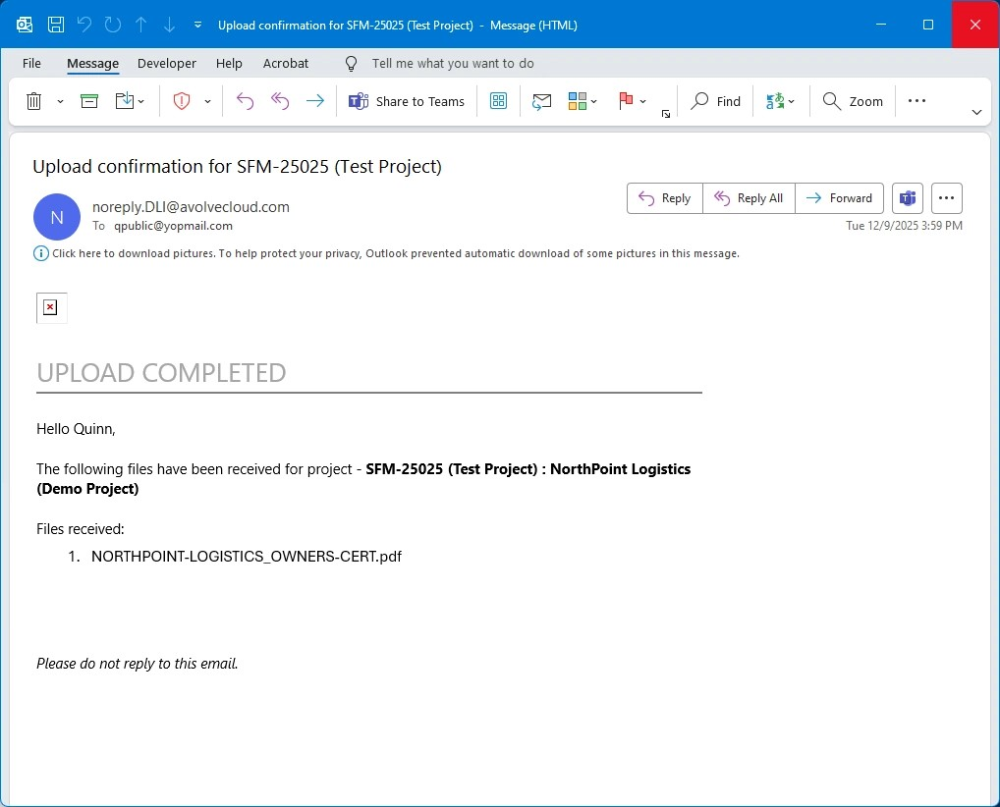 Upload confirmation for SFM-25025 (Test Project) - Message (HTML)
File Message Developer Help Acrobat Tell me what you want to do
Share to Teams Find Zoom
Upload confirmation for SFM-25025 (Test Project)
N
noreply.DLI@avolvecloud.com
To qpublic@yopmail.com
Reply Reply All Forward
Tue 12/9/2025 3:59 PM
Click here to download pictures. To help protect your privacy, Outlook prevented automatic download of some pictures in this message.
UPLOAD COMPLETED
Hello Quinn,
The following files have been received for project - SFM-25025 (Test Project) : NorthPoint Logistics
(Demo Project)
Files received:
1. NORTHPOINT-LOGISTICS_OWNERS-CERT.pdf
Please do not reply to this email.